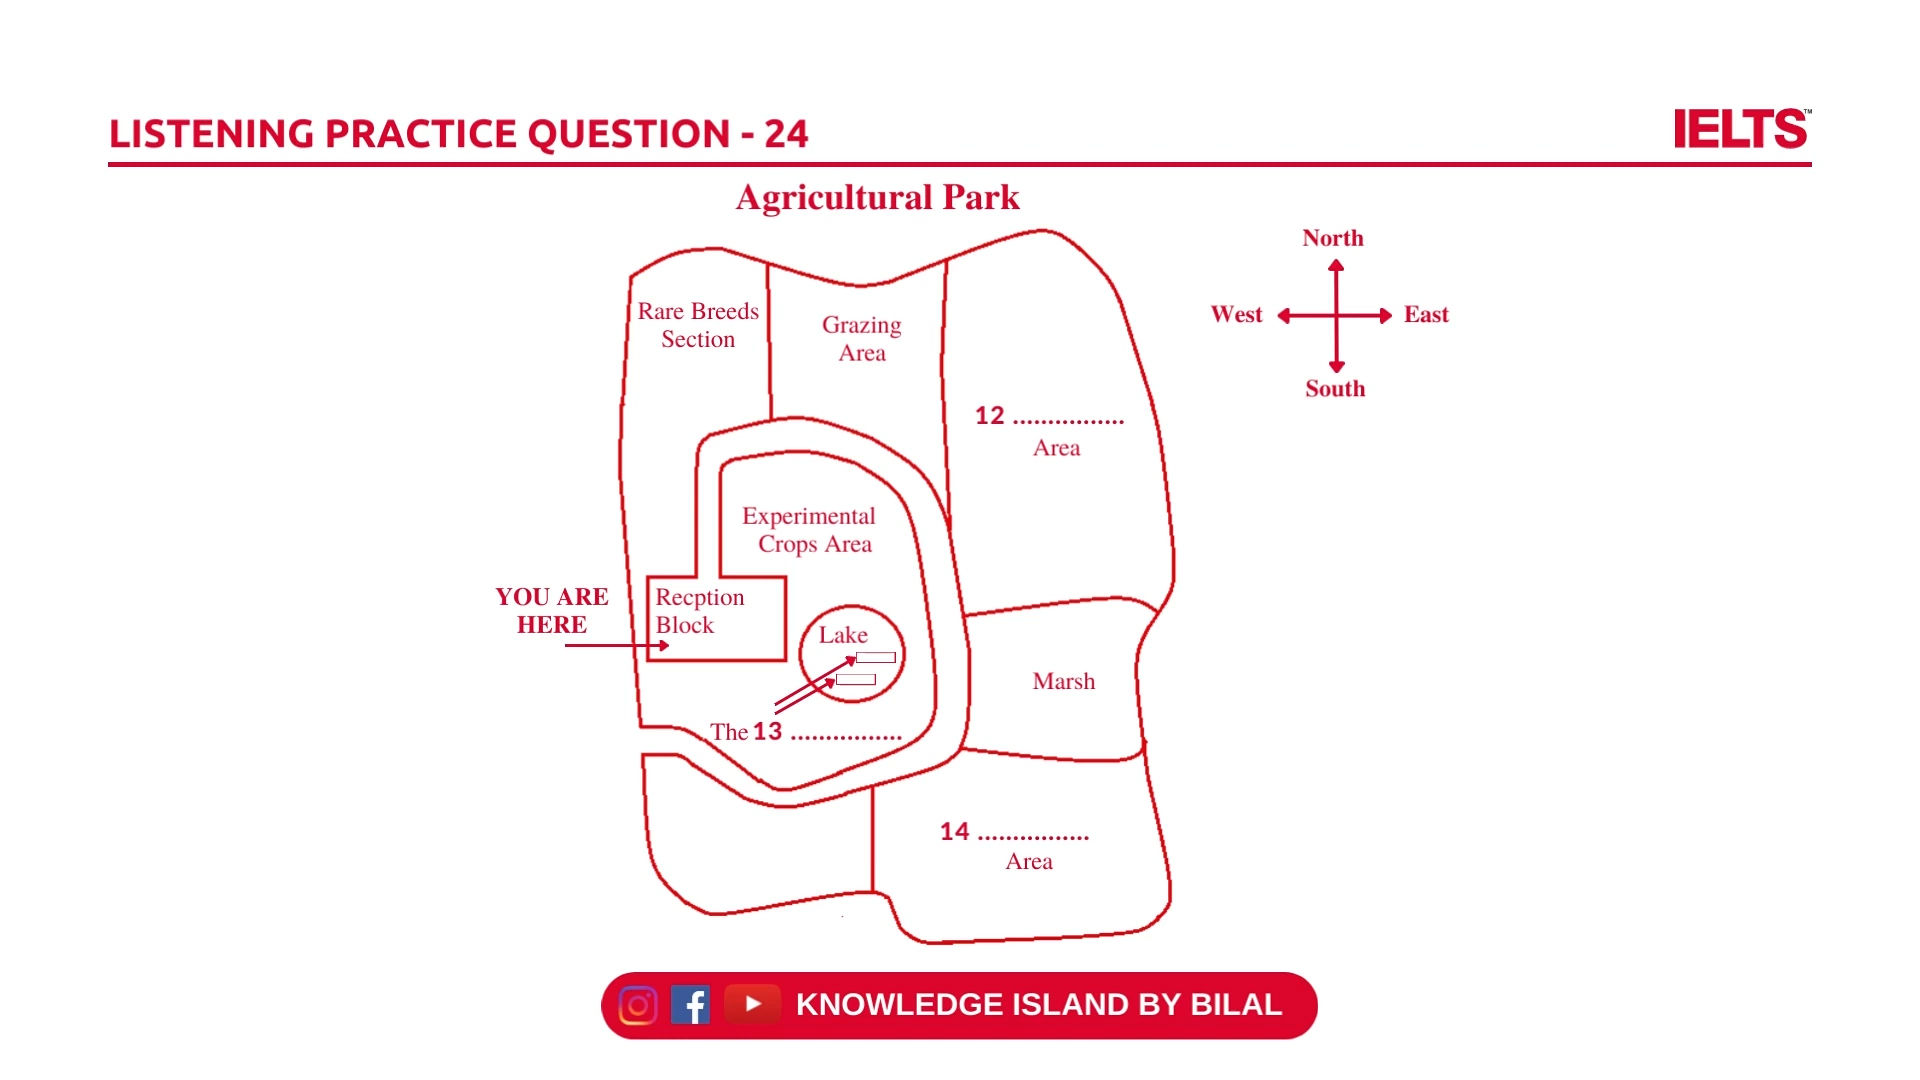 LISTENING PRACTICE QUESTION - 24
IELTS™
Agricultural Park
North
West
East
South
Rare Breeds
Section
Grazing
Area
12 ................
Area
Experimental
Crops Area
YOU ARE
HERE
Recption
Block
Lake
Marsh
The 13 ................
14 ................
Area
KNOWLEDGE ISLAND BY BILAL